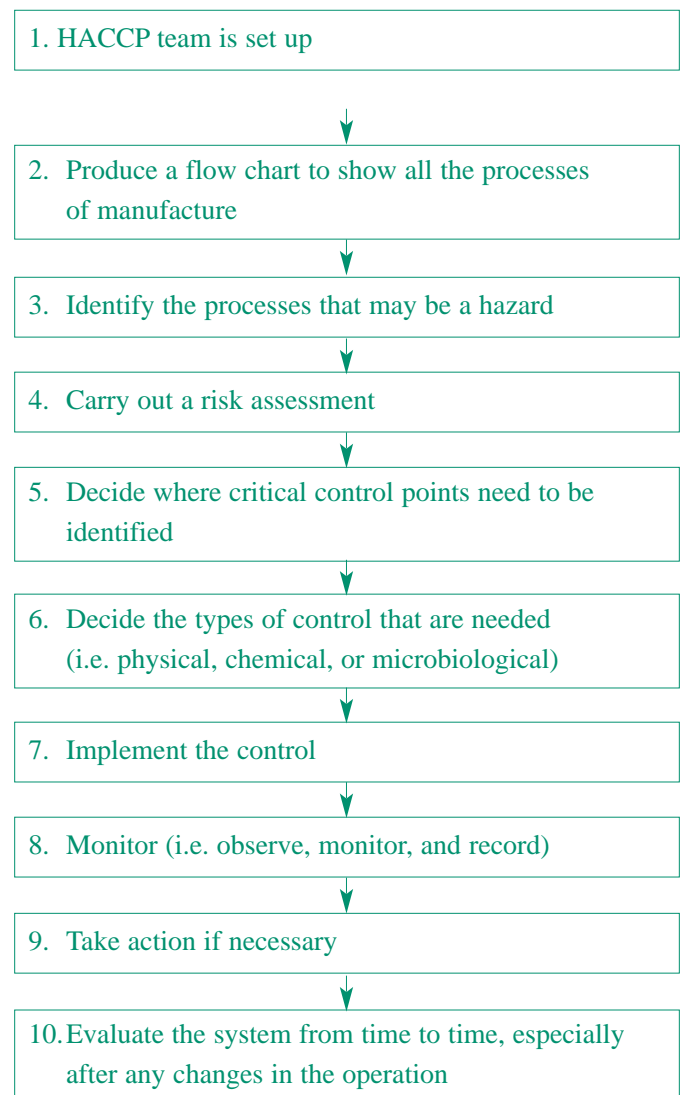 1. HACCP team is set up
2. Produce a flow chart to show all the processes
of manufacture
3. Identify the processes that may be a hazard
4. Carry out a risk assessment
5. Decide where critical control points need to be
identified
6. Decide the types of control that are needed
(i.e. physical, chemical, or microbiological)
7. Implement the control
8. Monitor (i.e. observe, monitor, and record)
9. Take action if necessary
10. Evaluate the system from time to time, especially
after any changes in the operation